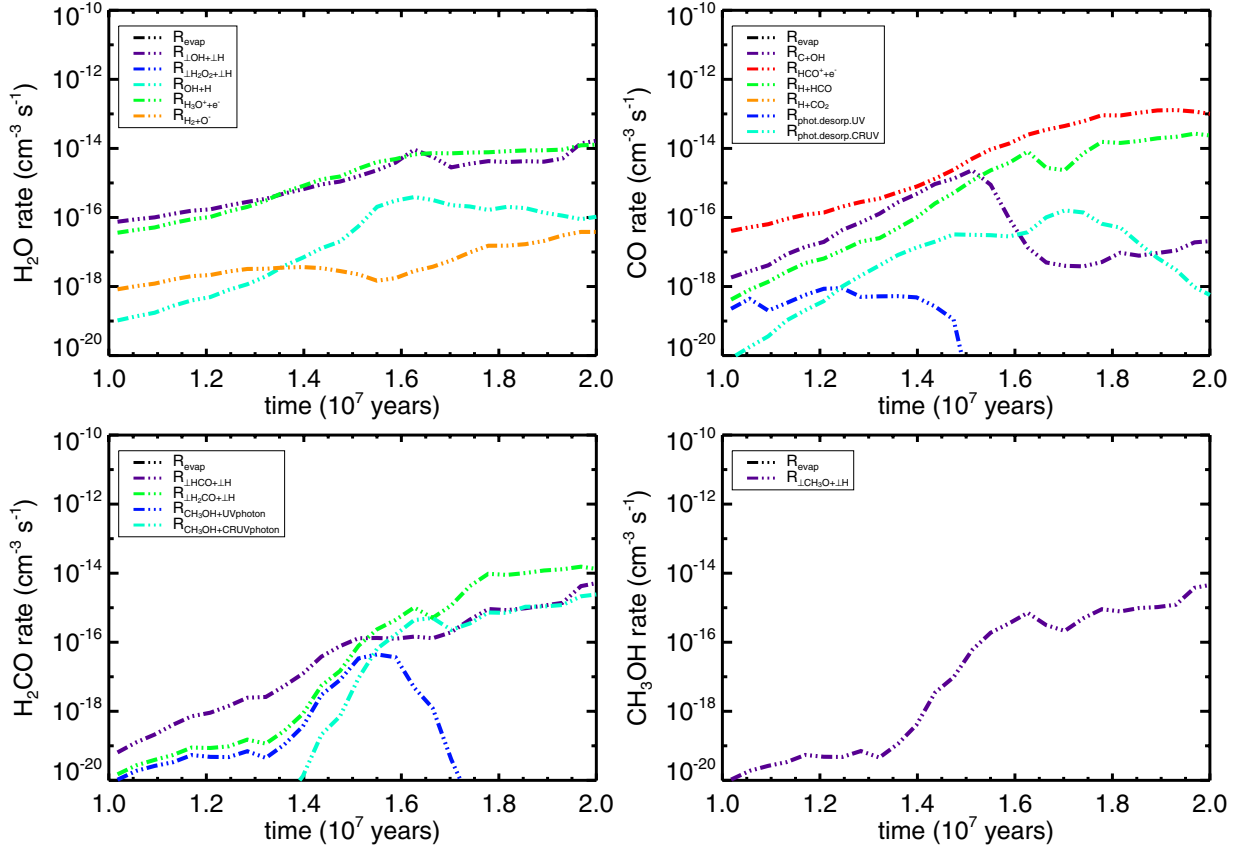 H₂O rate (cm⁻³ s⁻¹)
10⁻¹⁰
10⁻¹²
10⁻¹⁴
10⁻¹⁶
10⁻¹⁸
10⁻²⁰
R_evap
R_⊥OH+⊥H
R_⊥H₂O₂+⊥H
R_OH+H
R_H₃O⁺+e⁻
R_H₂+O⁻
1.0 1.2 1.4 1.6 1.8 2.0
time (10⁷ years)
CO rate (cm⁻³ s⁻¹)
10⁻¹⁰
10⁻¹²
10⁻¹⁴
10⁻¹⁶
10⁻¹⁸
10⁻²⁰
R_evap
R_C+OH
R_HCO⁺+e⁻
R_H+HCO
R_H+CO₂
R_phot.desorp.UV
R_phot.desorp.CRUV
1.0 1.2 1.4 1.6 1.8 2.0
time (10⁷ years)
H₂CO rate (cm⁻³ s⁻¹)
10⁻¹⁰
10⁻¹²
10⁻¹⁴
10⁻¹⁶
10⁻¹⁸
10⁻²⁰
R_evap
R_⊥HCO+⊥H
R_⊥H₂CO+⊥H
R_CH₃OH+UVphoton
R_CH₃OH+CRUVphoton
1.0 1.2 1.4 1.6 1.8 2.0
time (10⁷ years)
CH₃OH rate (cm⁻³ s⁻¹)
10⁻¹⁰
10⁻¹²
10⁻¹⁴
10⁻¹⁶
10⁻¹⁸
10⁻²⁰
R_evap
R_⊥CH₃O+⊥H
1.0 1.2 1.4 1.6 1.8 2.0
time (10⁷ years)